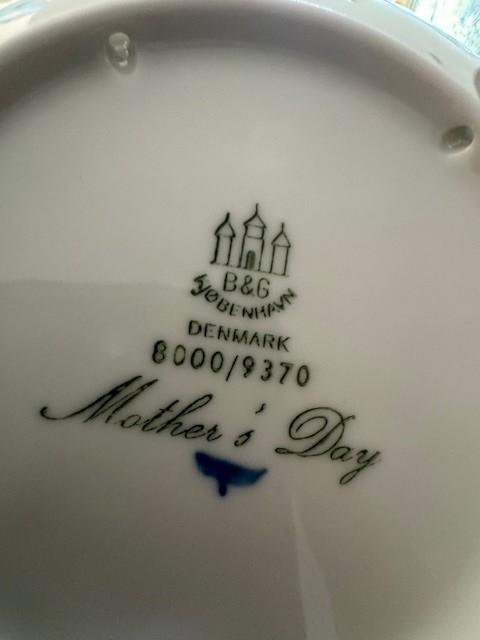 B&G
KJØBENHAVN
DENMARK
8000/9370
Mother's Day